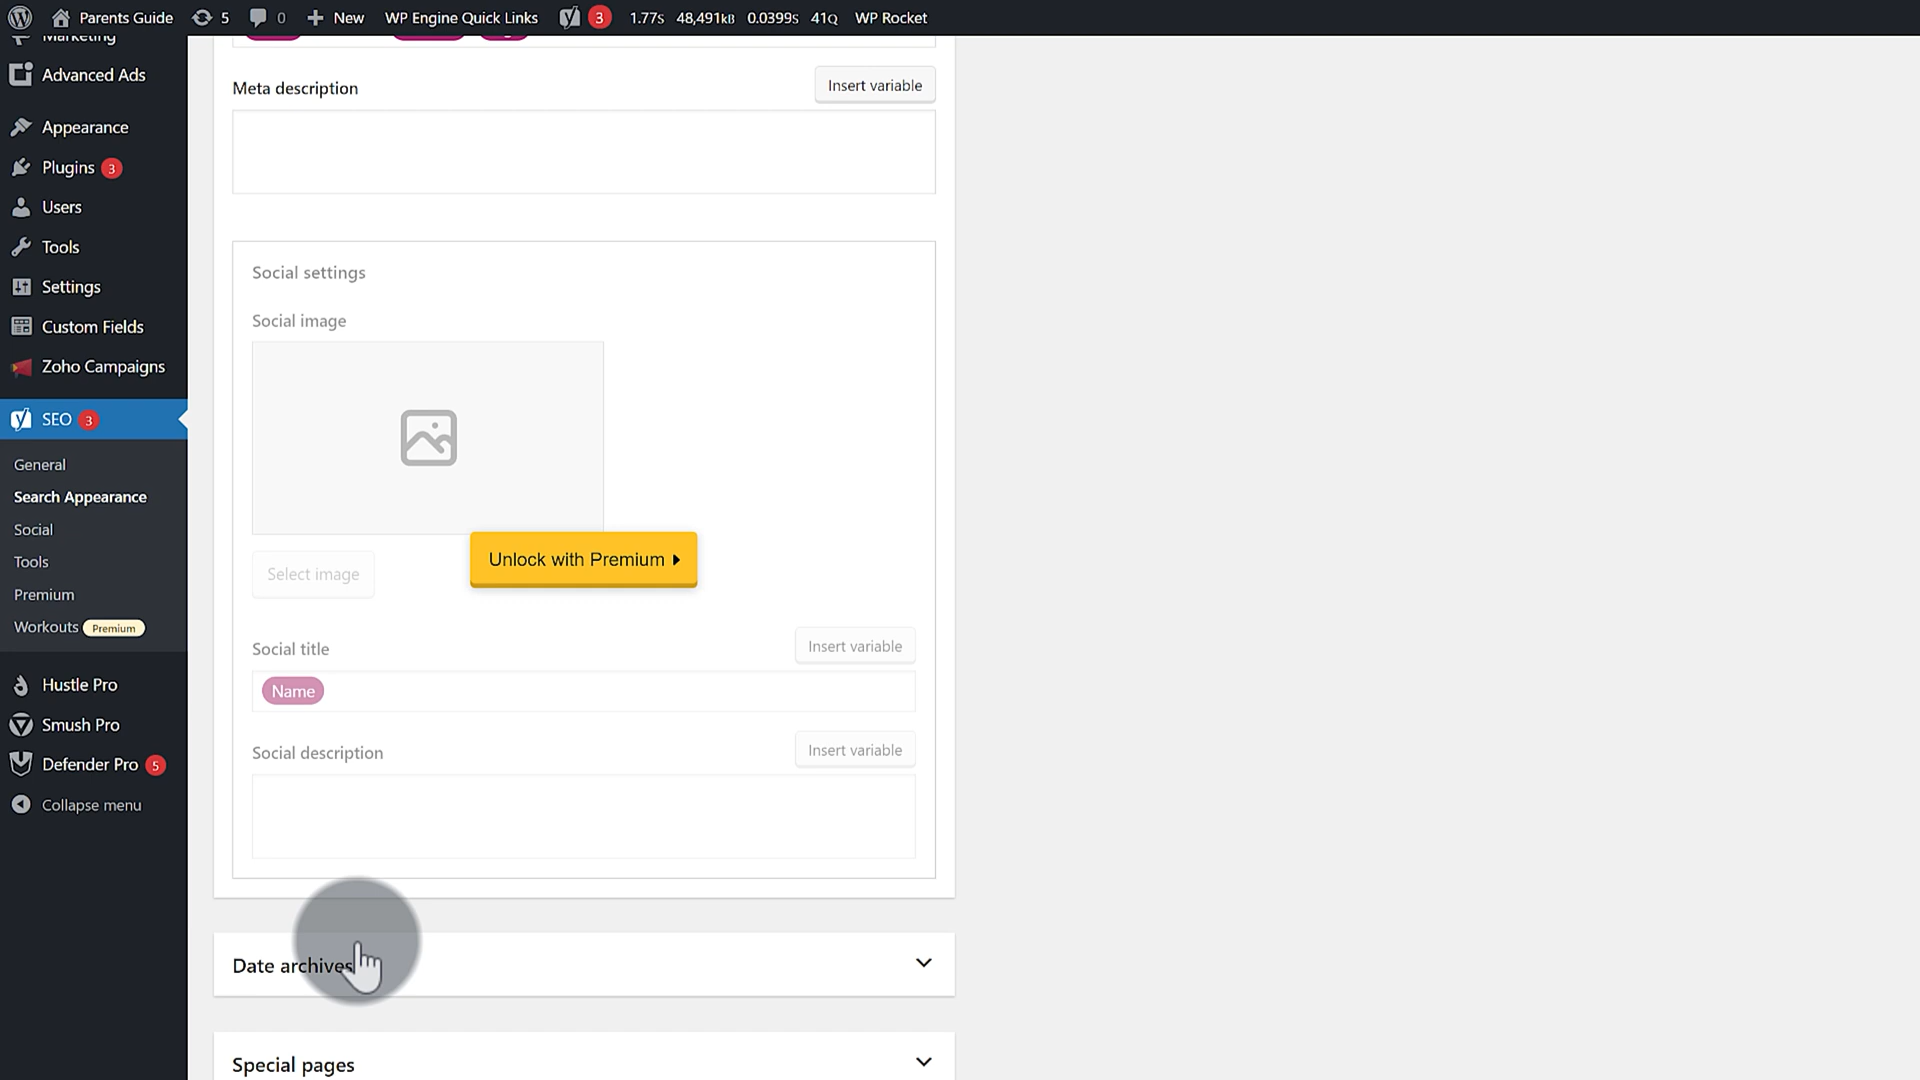 Parents Guide
5
0
New
WP Engine Quick Links
3
1.77s 48,491kB 0.0399s 41Q
WP Rocket
Marketing
Advanced Ads
Appearance
Plugins 3
Users
Tools
Settings
Custom Fields
Zoho Campaigns
SEO 3
General
Search Appearance
Social
Tools
Premium
Workouts Premium
Hustle Pro
Smush Pro
Defender Pro 5
Collapse menu
Meta description
Insert variable
Social settings
Social image
Select image
Unlock with Premium
Social title
Insert variable
Name
Social description
Insert variable
Date archives
Special pages